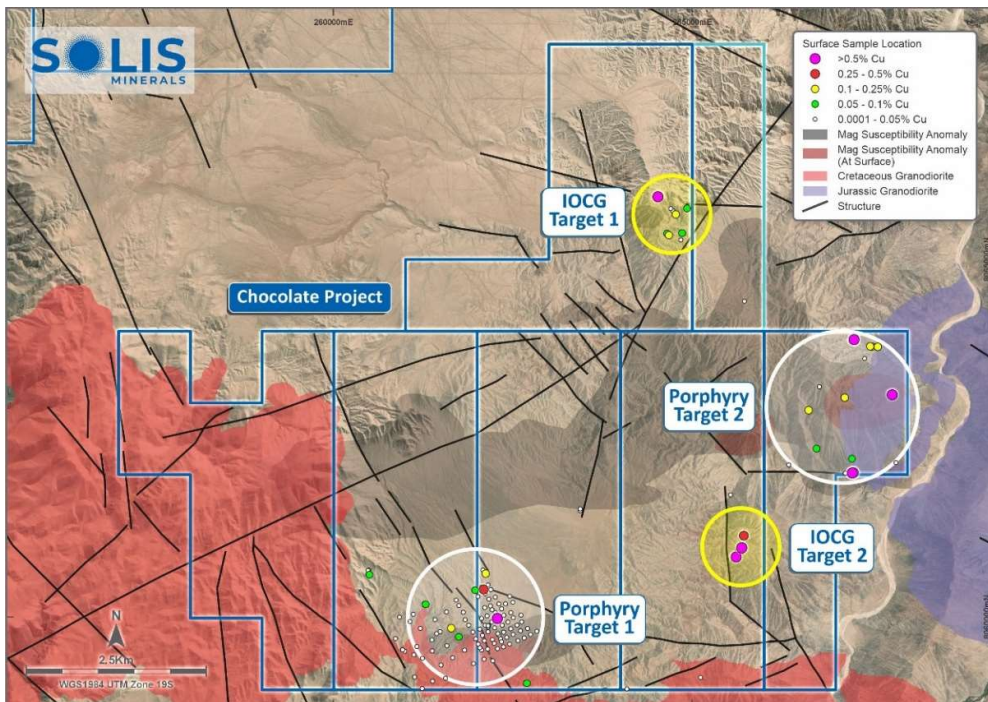 260000mE
265000mE
SOLIS
MINERALS
Surface Sample Location
>0.5% Cu
0.25 - 0.5% Cu
0.1 - 0.25% Cu
0.05 - 0.1% Cu
0.0001 - 0.05% Cu
Mag Susceptibility Anomaly
Mag Susceptibility Anomaly
(At Surface)
Cretaceous Granodiorite
Jurassic Granodiorite
Structure
IOCG
Target 1
Chocolate Project
Porphyry
Target 2
IOCG
Target 2
Porphyry
Target 1
N
2.5Km
WGS1984 UTM Zone 19S